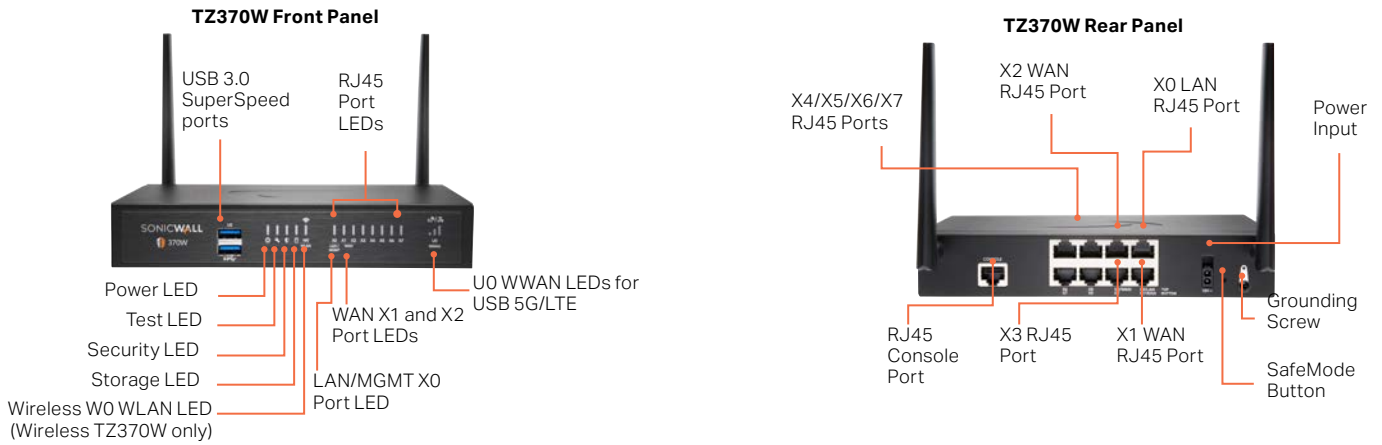 TZ370W Front Panel
USB 3.0
SuperSpeed
ports
RJ45
Port
LEDs
SONICWALL
370W
Power LED
Test LED
Security LED
Storage LED
Wireless W0 WLAN LED
(Wireless TZ370W only)
WAN X1 and X2
Port LEDs
LAN/MGMT X0
Port LED
U0 WWAN LEDs for
USB 5G/LTE
TZ370W Rear Panel
X4/X5/X6/X7
RJ45 Ports
X2 WAN
RJ45 Port
X0 LAN
RJ45 Port
Power
Input
CONSOLE
RJ45
Console
Port
X3 RJ45
Port
X1 WAN
RJ45 Port
Grounding
Screw
SafeMode
Button